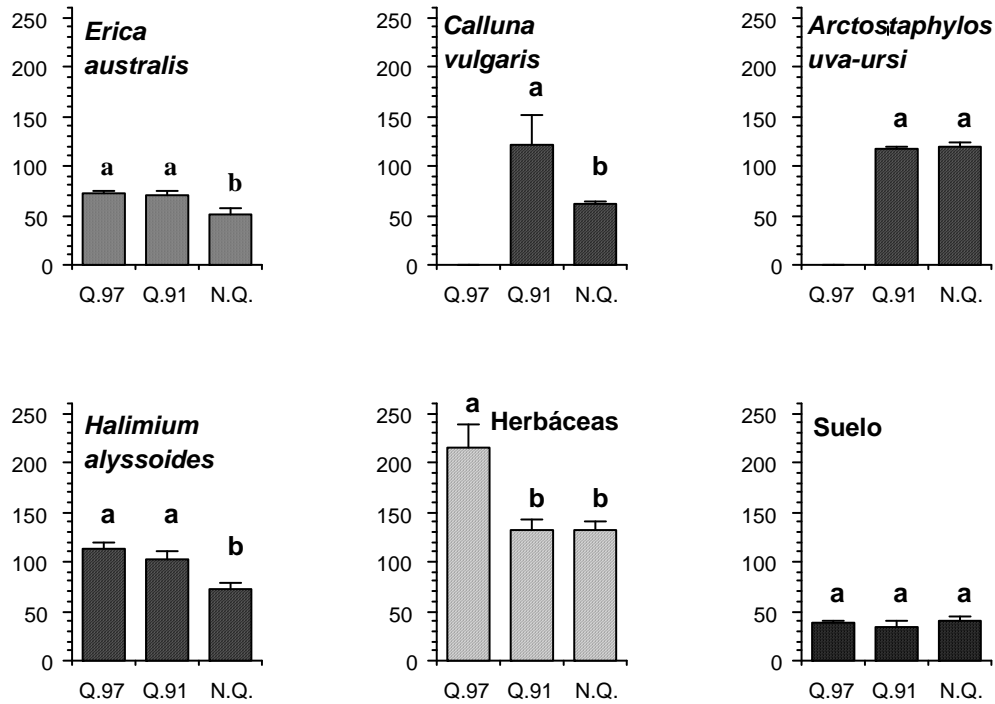 Erica
australis
250
200
150
100
50
0
a
a
b
Q.97
Q.91
N.Q.
Calluna
vulgaris
250
200
150
100
50
0
a
b
Q.97
Q.91
N.Q.
Arctostaphylos
uva-ursi
250
200
150
100
50
0
a
a
Q.97
Q.91
N.Q.
Halimium
alyssoides
250
200
150
100
50
0
a
a
b
Q.97
Q.91
N.Q.
Herbáceas
250
200
150
100
50
0
a
b
b
Q.97
Q.91
N.Q.
Suelo
250
200
150
100
50
0
a
a
a
Q.97
Q.91
N.Q.